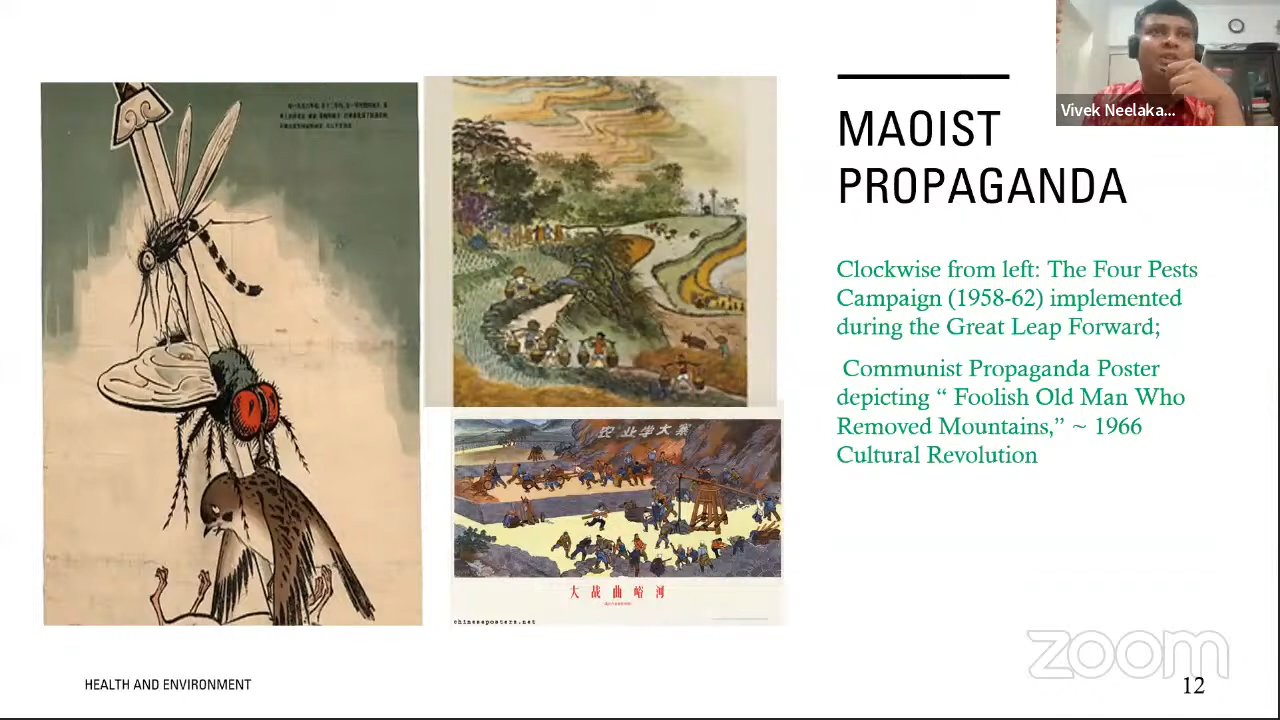 Vivek Neelaka...
MAOIST
PROPAGANDA
Clockwise from left: The Four Pests
Campaign (1958-62) implemented
during the Great Leap Forward;
Communist Propaganda Poster
depicting “ Foolish Old Man Who
Removed Mountains,” ~ 1966
Cultural Revolution
农业学大寨
大战曲峪河
chineseposters.net
HEALTH AND ENVIRONMENT
zoom
12